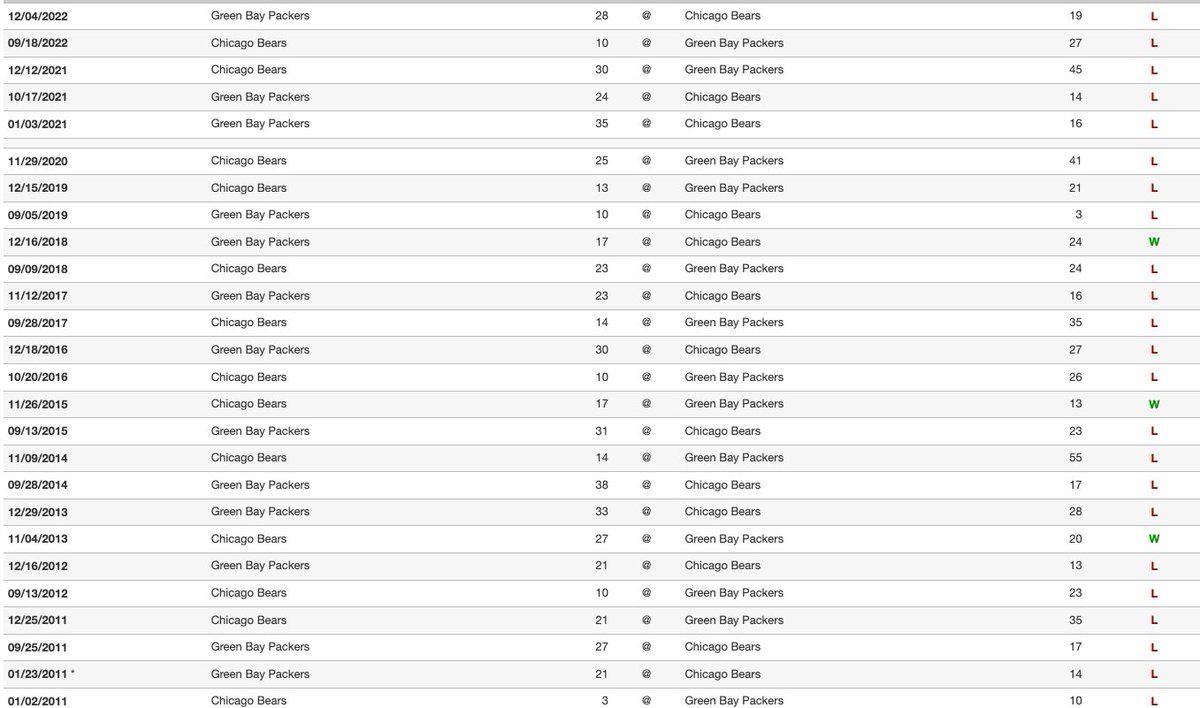 12/04/2022 Green Bay Packers 28 @ Chicago Bears 19 L
09/18/2022 Chicago Bears 10 @ Green Bay Packers 27 L
12/12/2021 Chicago Bears 30 @ Green Bay Packers 45 L
10/17/2021 Green Bay Packers 24 @ Chicago Bears 14 L
01/03/2021 Green Bay Packers 35 @ Chicago Bears 16 L
11/29/2020 Chicago Bears 25 @ Green Bay Packers 41 L
12/15/2019 Chicago Bears 13 @ Green Bay Packers 21 L
09/05/2019 Green Bay Packers 10 @ Chicago Bears 3 L
12/16/2018 Green Bay Packers 17 @ Chicago Bears 24 W
09/09/2018 Chicago Bears 23 @ Green Bay Packers 24 L
11/12/2017 Green Bay Packers 23 @ Chicago Bears 16 L
09/28/2017 Chicago Bears 14 @ Green Bay Packers 35 L
12/18/2016 Green Bay Packers 30 @ Chicago Bears 27 L
10/20/2016 Chicago Bears 10 @ Green Bay Packers 26 L
11/26/2015 Chicago Bears 17 @ Green Bay Packers 13 W
09/13/2015 Green Bay Packers 31 @ Chicago Bears 23 L
11/09/2014 Chicago Bears 14 @ Green Bay Packers 55 L
09/28/2014 Green Bay Packers 38 @ Chicago Bears 17 L
12/29/2013 Green Bay Packers 33 @ Chicago Bears 28 L
11/04/2013 Chicago Bears 27 @ Green Bay Packers 20 W
12/16/2012 Green Bay Packers 21 @ Chicago Bears 13 L
09/13/2012 Chicago Bears 10 @ Green Bay Packers 23 L
12/25/2011 Chicago Bears 21 @ Green Bay Packers 35 L
09/25/2011 Green Bay Packers 27 @ Chicago Bears 17 L
01/23/2011 * Green Bay Packers 21 @ Chicago Bears 14 L
01/02/2011 Chicago Bears 3 @ Green Bay Packers 10 L